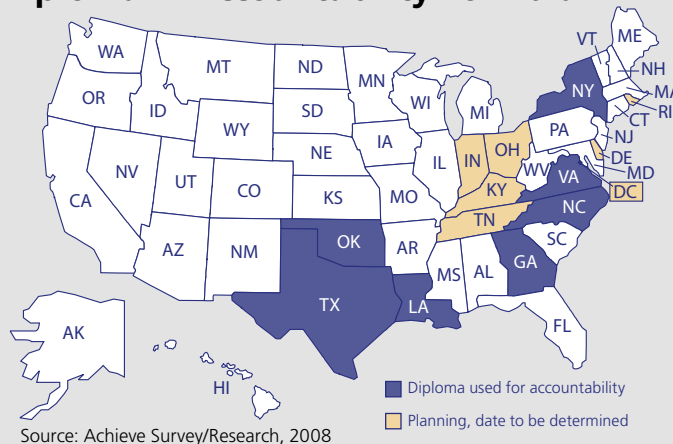 WA
MT
ND
MN
VT
ME
OR
ID
SD
WI
MI
NY
NH
MA
RI
CT
WY
IA
PA
NJ
NE
IL
IN
OH
DE
NV
UT
CO
WV
VA
MD
DC
CA
KS
MO
KY
NC
TN
AZ
NM
OK
AR
SC
MS
AL
GA
TX
LA
FL
AK
HI
Diploma used for accountability
Planning, date to be determined
Source: Achieve Survey/Research, 2008